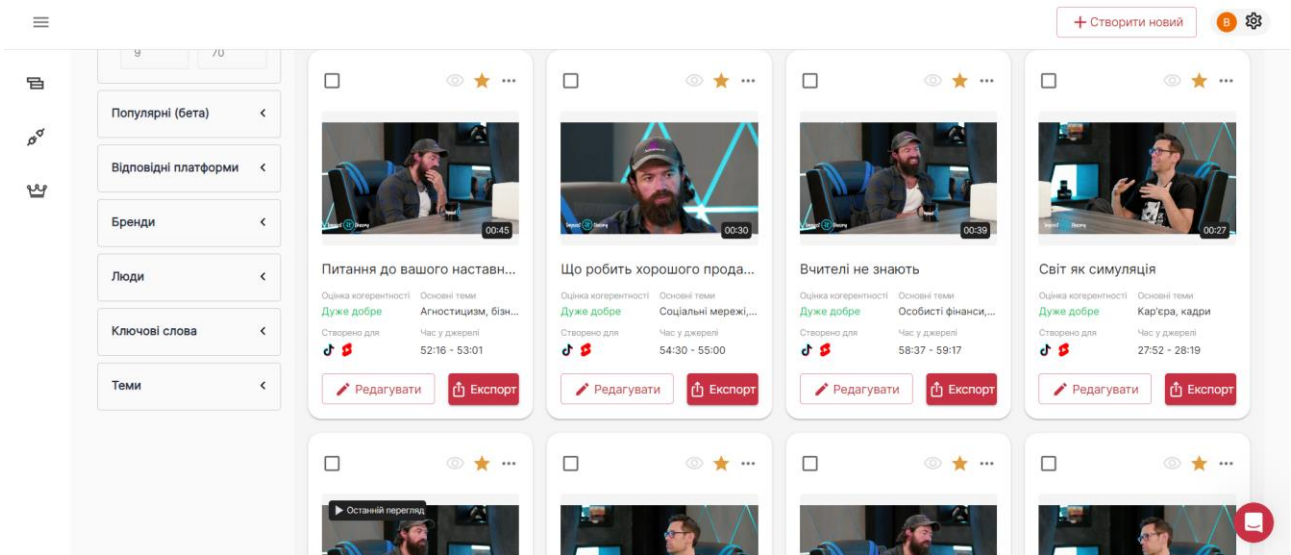 + Створити новий
B
9 70
Популярні (бета)
Відповідні платформи
Бренди
Люди
Ключові слова
Теми
00:45
Питання до вашого наставн...
Оцінка когерентності Основні теми
Дуже добре Агностицизм, бізн...
Створено для Час у джерелі
52:16 - 53:01
Редагувати Експорт
00:30
Що робить хорошого прода...
Оцінка когерентності Основні теми
Дуже добре Соціальні мережі,...
Створено для Час у джерелі
54:30 - 55:00
Редагувати Експорт
00:39
Вчителі не знають
Оцінка когерентності Основні теми
Дуже добре Особисті фінанси,...
Створено для Час у джерелі
58:37 - 59:17
Редагувати Експорт
00:27
Світ як симуляція
Оцінка когерентності Основні теми
Дуже добре Кар'єра, кадри
Створено для Час у джерелі
27:52 - 28:19
Редагувати Експорт
Останній перегляд